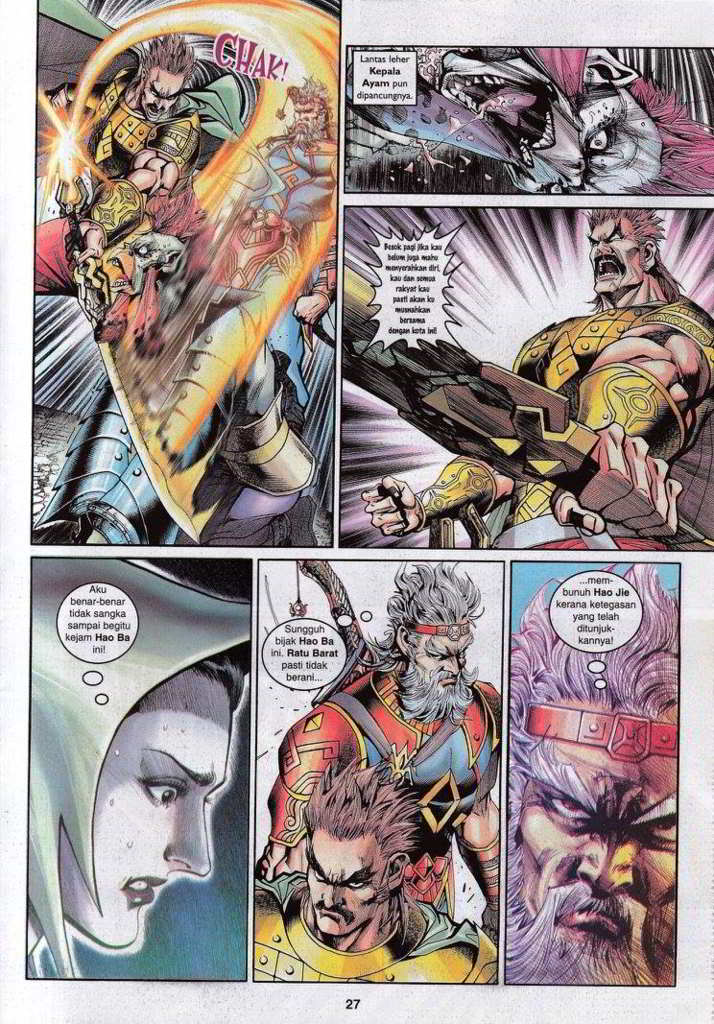 CHAK!
Lantas leher
Kepala
Ayam pun
dipancungnya.
Besok pagi jika kau
belum juga mahu
menyerahkan diri,
kau dan semua
rakyat kau
pasti akan ku
musnahkan
bersama
dengan kota ini!
Aku
benar-benar
tidak sangka
sampai begitu
kejam Hao Ba
ini!
Sungguh
bijak Hao Ba
ini. Ratu Barat
pasti tidak
berani...
...mem-
bunuh Hao Jie
kerana ketegasan
yang telah
ditunjuk-
kannya!
27